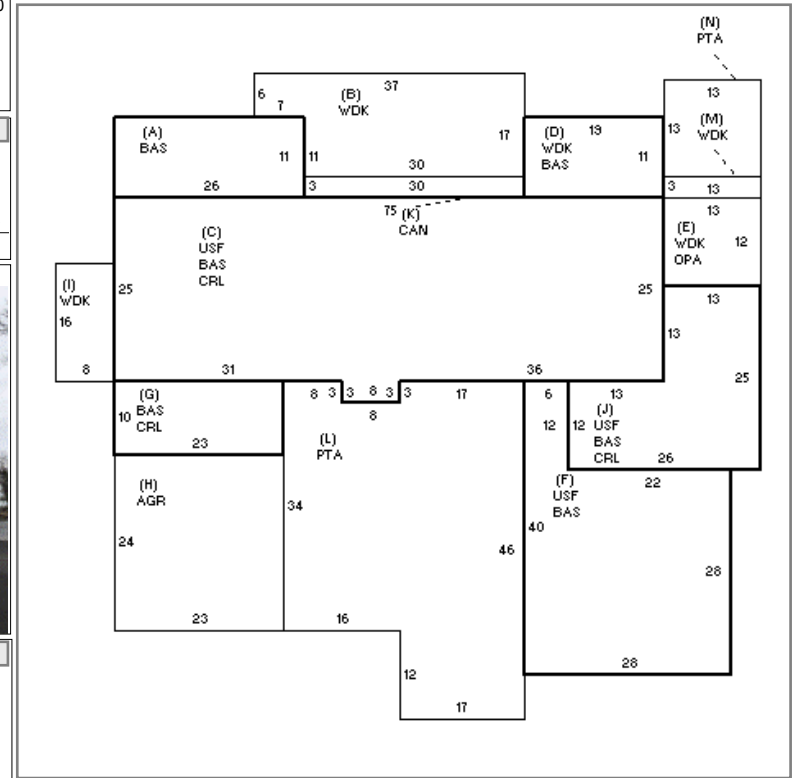 (N)
PTA
37
6
7
(B)
WDK
13
(A)
BAS
(D)
WDK
BAS
19
13
(M)
WDK
17
11
11
11
30
26
3
30
3
13
75
(K)
CAN
13
(C)
USF
BAS
CRL
(E)
WDK
OPA
12
(I)
WDK
16
25
25
13
13
8
31
36
25
8
3
3
8
3
3
17
6
13
8
(G)
BAS
CRL
10
23
12
12
(J)
USF
BAS
CRL
26
(L)
PTA
(H)
AGR
(F)
USF
BAS
22
34
40
24
46
28
23
16
28
12
17